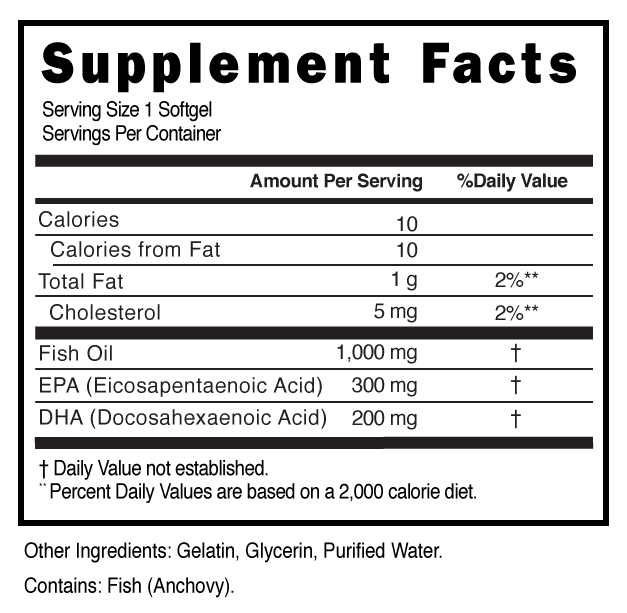 Supplement Facts
Serving Size 1 Softgel
Servings Per Container
Amount Per Serving %Daily Value
Calories 10
Calories from Fat 10
Total Fat 1 g 2%**
Cholesterol 5 mg 2%**
Fish Oil 1,000 mg †
EPA (Eicosapentaenoic Acid) 300 mg †
DHA (Docosahexaenoic Acid) 200 mg †
† Daily Value not established.
**Percent Daily Values are based on a 2,000 calorie diet.
Other Ingredients: Gelatin, Glycerin, Purified Water.
Contains: Fish (Anchovy).